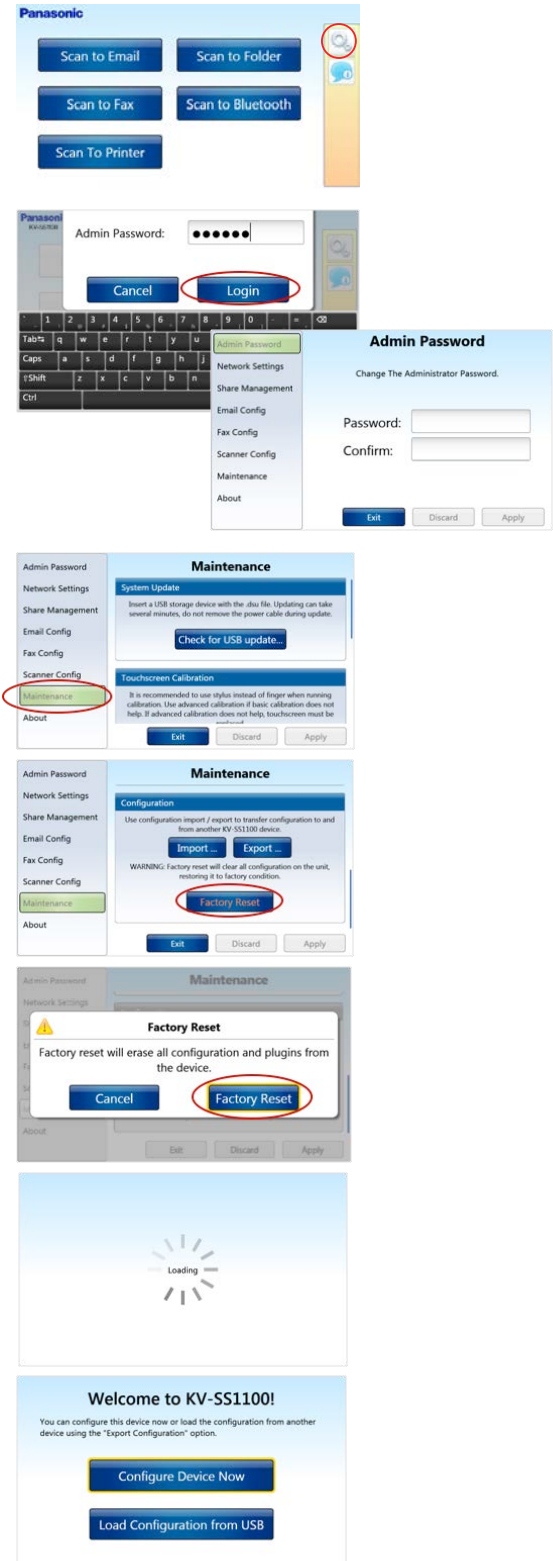 Panasonic
Scan to Email
Scan to Folder
Scan to Fax
Scan to Bluetooth
Scan To Printer
Panasoni
Admin Password:
●●●●●●
Cancel
Login
1 2 3 4 5 6 7 8 9 0 - =
Tab q w e r t y u
Caps a s d f g h j
Shift z x c v b n
Ctrl
Admin Password
Network Settings
Share Management
Email Config
Fax Config
Scanner Config
Maintenance
About
Admin Password
Change The Administrator Password.
Password:
Confirm:
Exit
Discard
Apply
Admin Password
Network Settings
Share Management
Email Config
Fax Config
Scanner Config
Maintenance
About
Maintenance
System Update
Insert a USB storage device with the .dsu file. Updating can take
several minutes, do not remove the power cable during update.
Check for USB update...
Touchscreen Calibration
It is recommended to use stylus instead of finger when running
calibration. Use advanced calibration if basic calibration does not
help. If advanced calibration does not help, touchscreen must be
Exit
Discard
Apply
Admin Password
Network Settings
Share Management
Email Config
Fax Config
Scanner Config
Maintenance
About
Maintenance
Configuration
Use configuration import / export to transfer configuration to and
from another KV-SS1100 device.
Import ...
Export ...
WARNING: Factory reset will clear all configuration on the unit,
restoring it to factory condition.
Factory Reset
Exit
Discard
Apply
Admin Password
Network Settings
About
Maintenance
Factory Reset
Factory reset will erase all configuration and plugins from
the device.
Cancel
Factory Reset
Exit
Discard
Apply
Loading
Welcome to KV-SS1100!
You can configure this device now or load the configuration from another
device using the "Export Configuration" option.
Configure Device Now
Load Configuration from USB